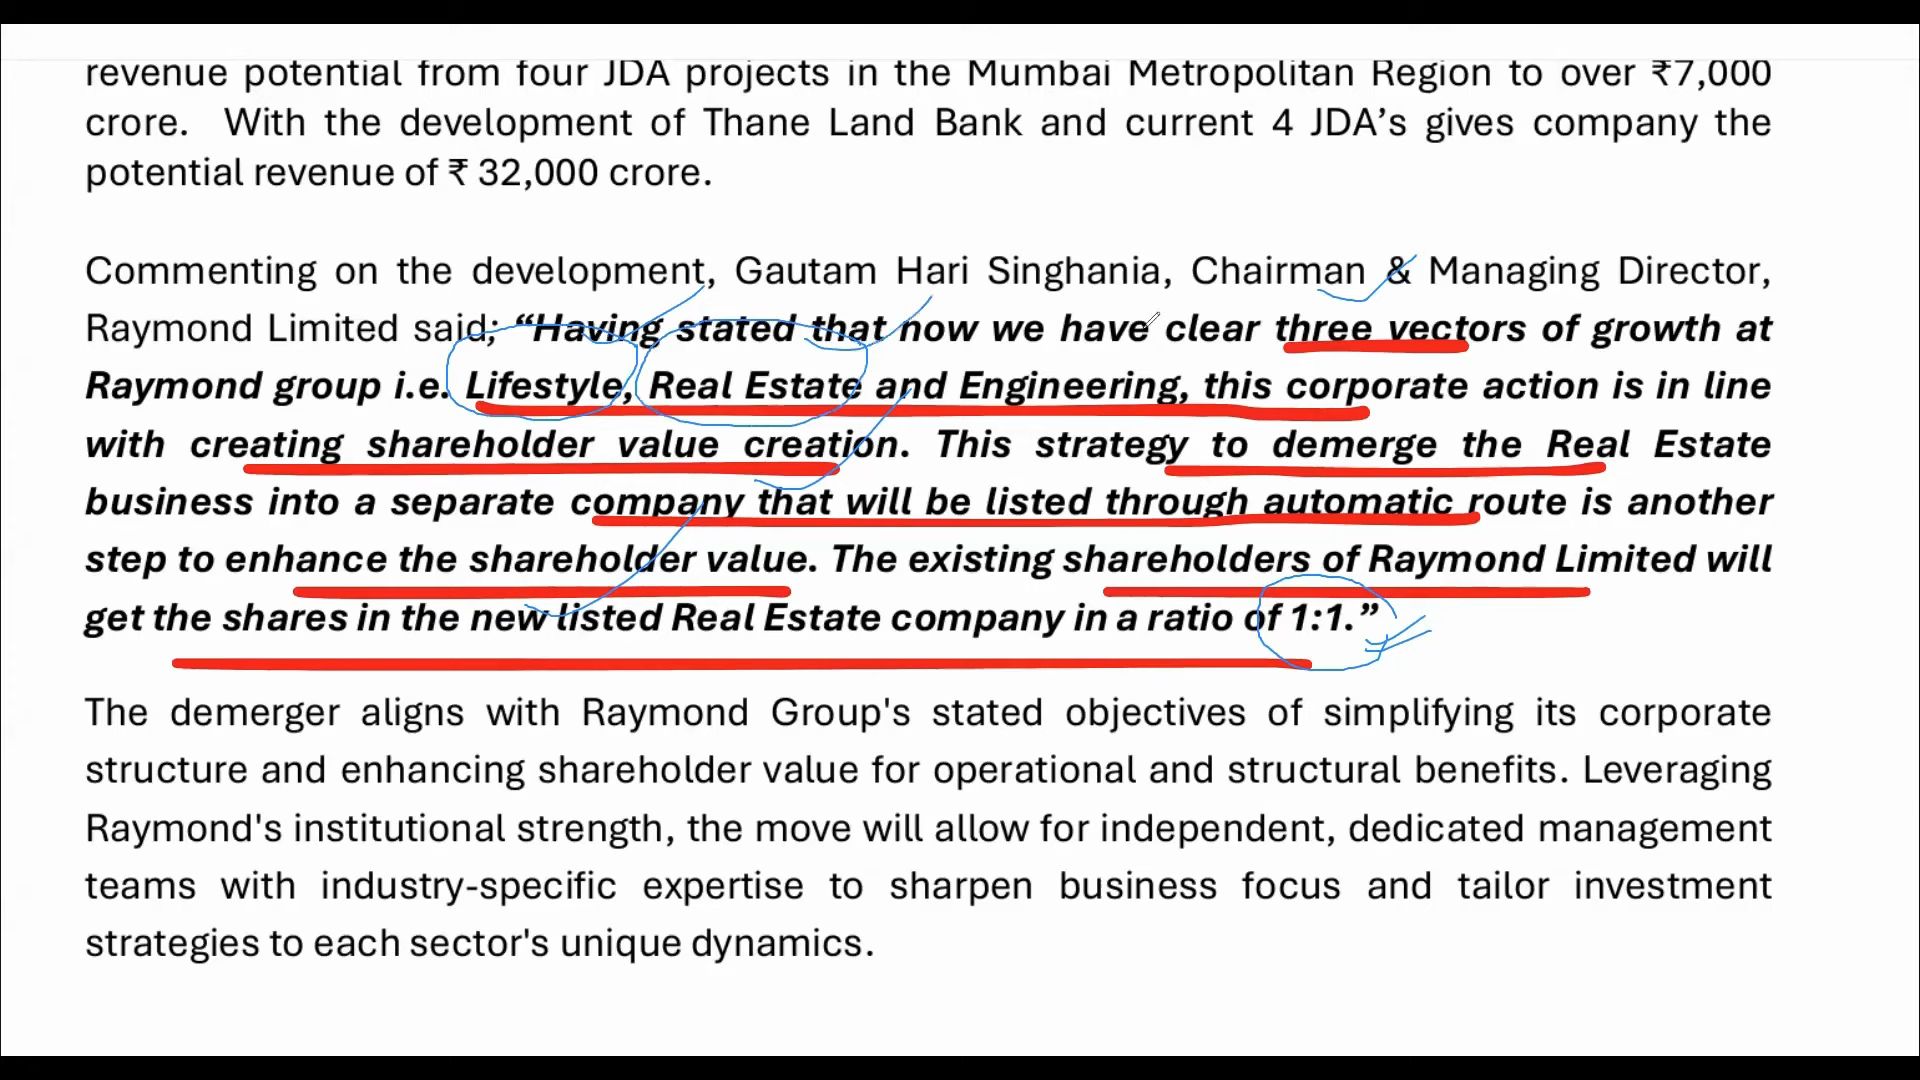 revenue potential from four JDA projects in the Mumbai Metropolitan Region to over ₹7,000
crore. With the development of Thane Land Bank and current 4 JDA’s gives company the
potential revenue of ₹ 32,000 crore.
Commenting on the development, Gautam Hari Singhania, Chairman & Managing Director,
Raymond Limited said; “Having stated that now we have clear three vectors of growth at
Raymond group i.e. Lifestyle, Real Estate and Engineering, this corporate action is in line
with creating shareholder value creation. This strategy to demerge the Real Estate
business into a separate company that will be listed through automatic route is another
step to enhance the shareholder value. The existing shareholders of Raymond Limited will
get the shares in the new listed Real Estate company in a ratio of 1:1.”
The demerger aligns with Raymond Group's stated objectives of simplifying its corporate
structure and enhancing shareholder value for operational and structural benefits. Leveraging
Raymond's institutional strength, the move will allow for independent, dedicated management
teams with industry-specific expertise to sharpen business focus and tailor investment
strategies to each sector's unique dynamics.